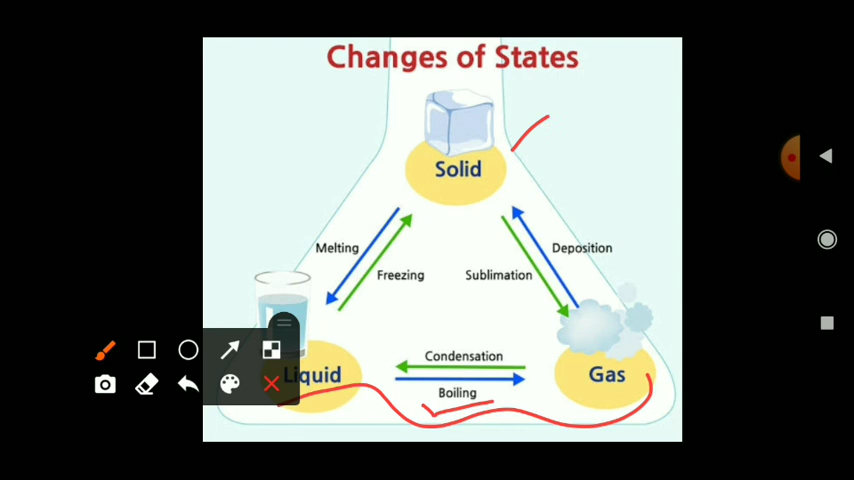 Changes of States
Solid
Melting
Deposition
Freezing
Sublimation
Condensation
Liquid
Gas
Boiling